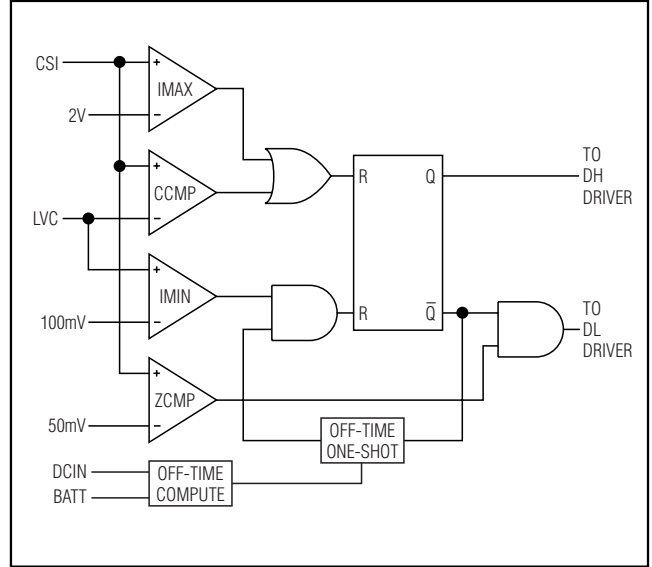 CSI
+
IMAX
2V
−
TO
DH
DRIVER
+
CCMP
R
Q
LVC
−
+
IMIN
TO
DL
DRIVER
100mV
−
R
Q̅
+
ZCMP
50mV
−
OFF-TIME
ONE-SHOT
DCIN
BATT
OFF-TIME
COMPUTE